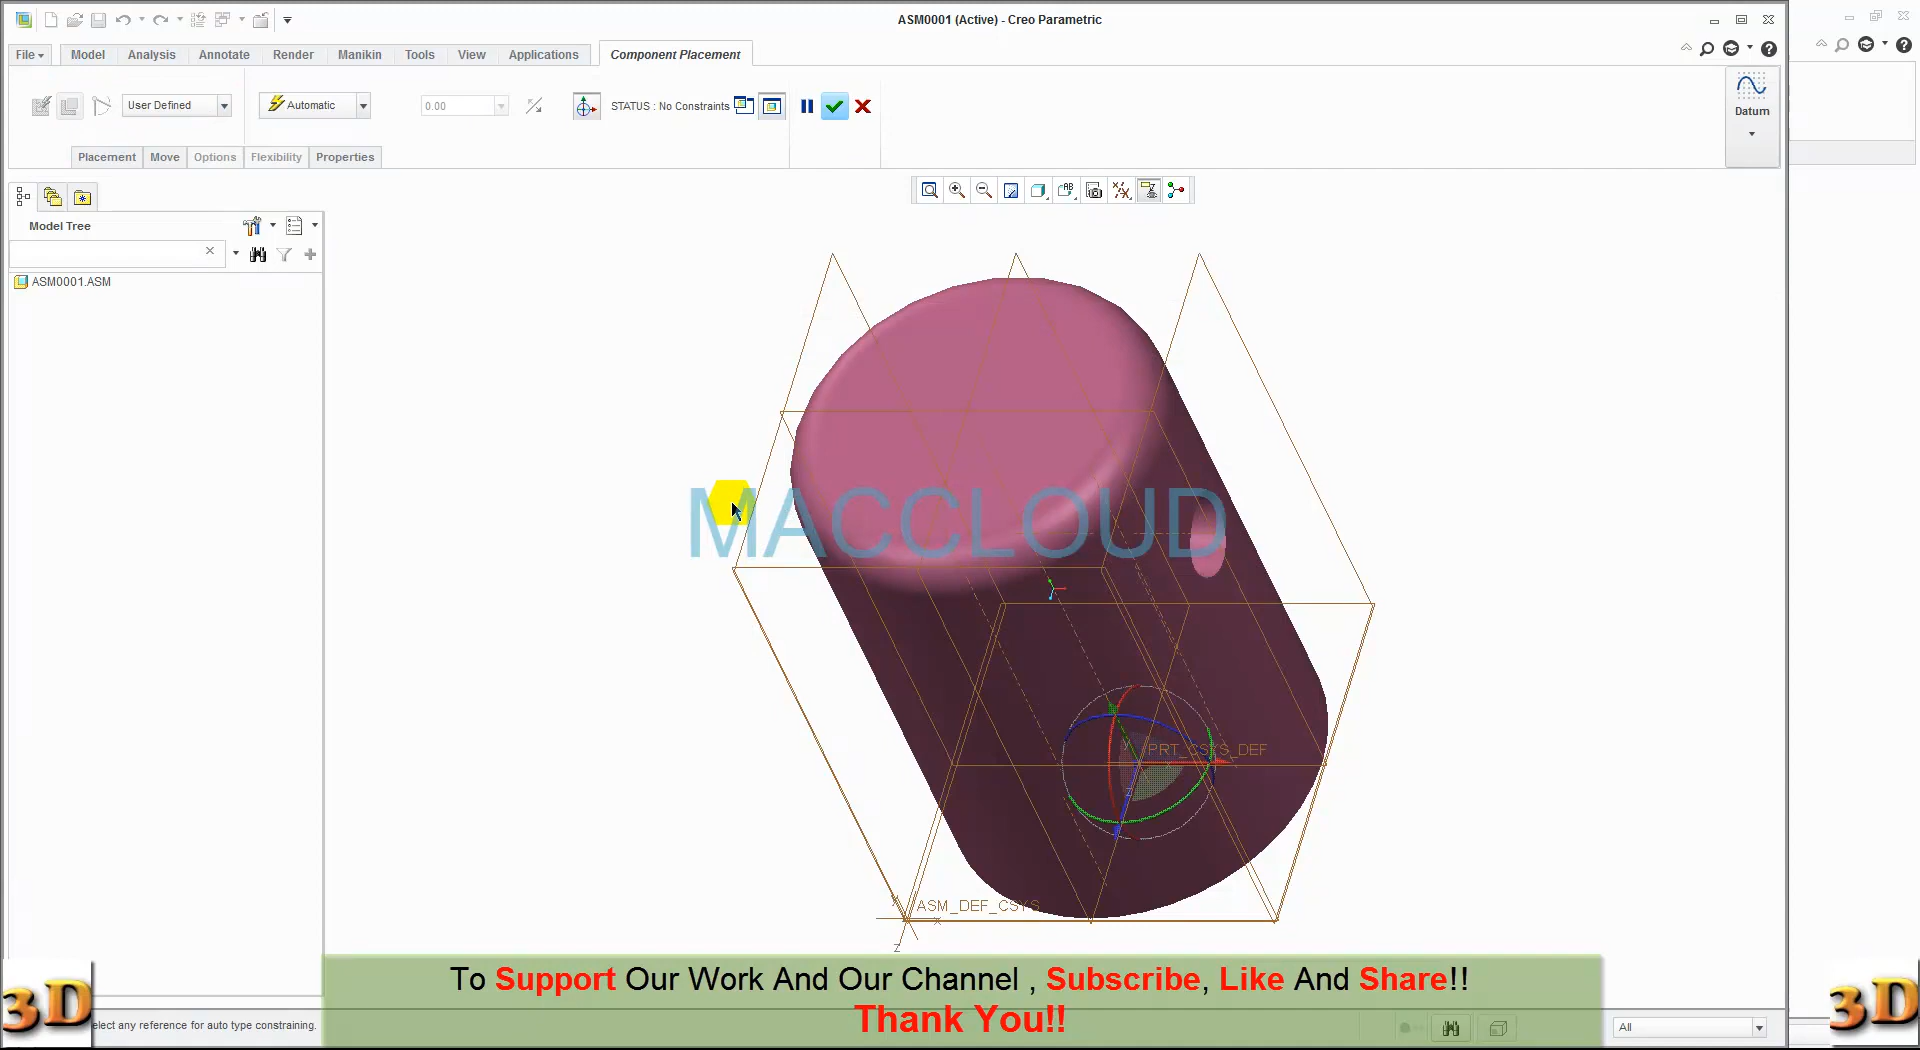 ASM0001 (Active) - Creo Parametric
File Model Analysis Annotate Render Manikin Tools View Applications Component Placement
User Defined Automatic 0.00 STATUS : No Constraints
Datum
Placement Move Options Flexibility Properties
Model Tree
ASM0001.ASM
MACCLOUD
PRT_CSYS_DEF
Z
ASM_DEF_CSYS
X
Z
To Support Our Work And Our Channel , Subscribe, Like And Share!!
Thank You!!
3D
3D
elect any reference for auto type constraining.
All